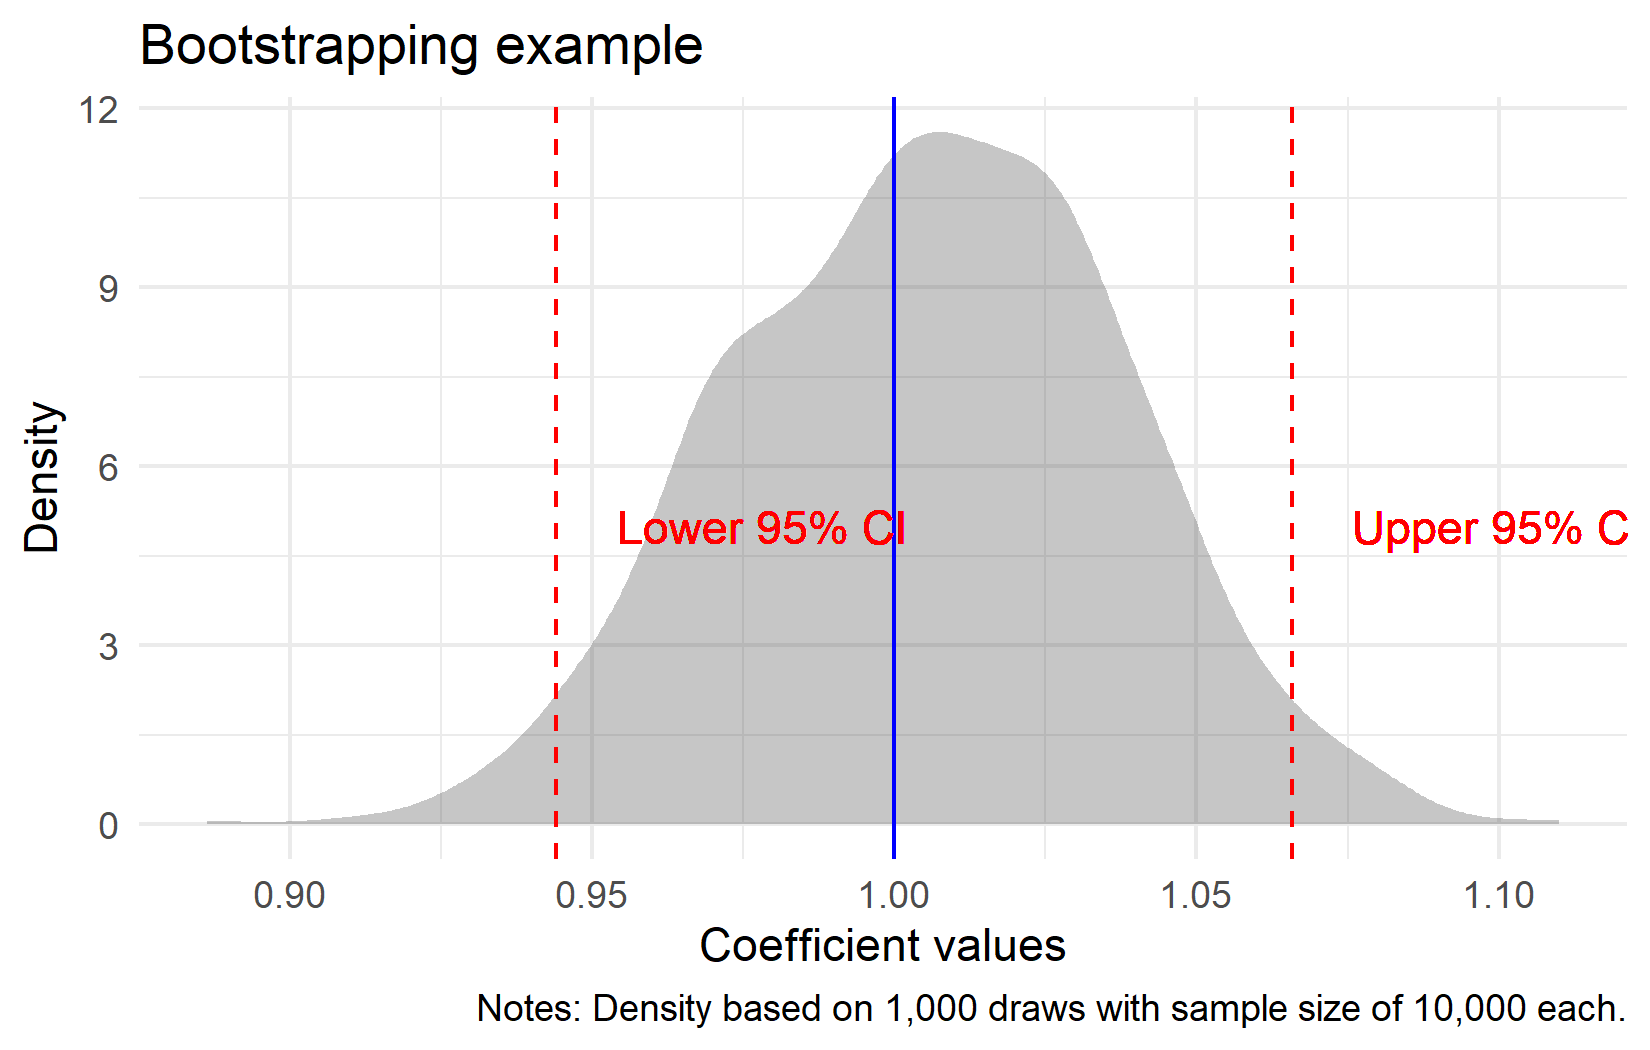 Bootstrapping example
12
9
6
3
0
Density
Lower 95% CI
Upper 95% C
0.90 0.95 1.00 1.05 1.10
Coefficient values
Notes: Density based on 1,000 draws with sample size of 10,000 each.